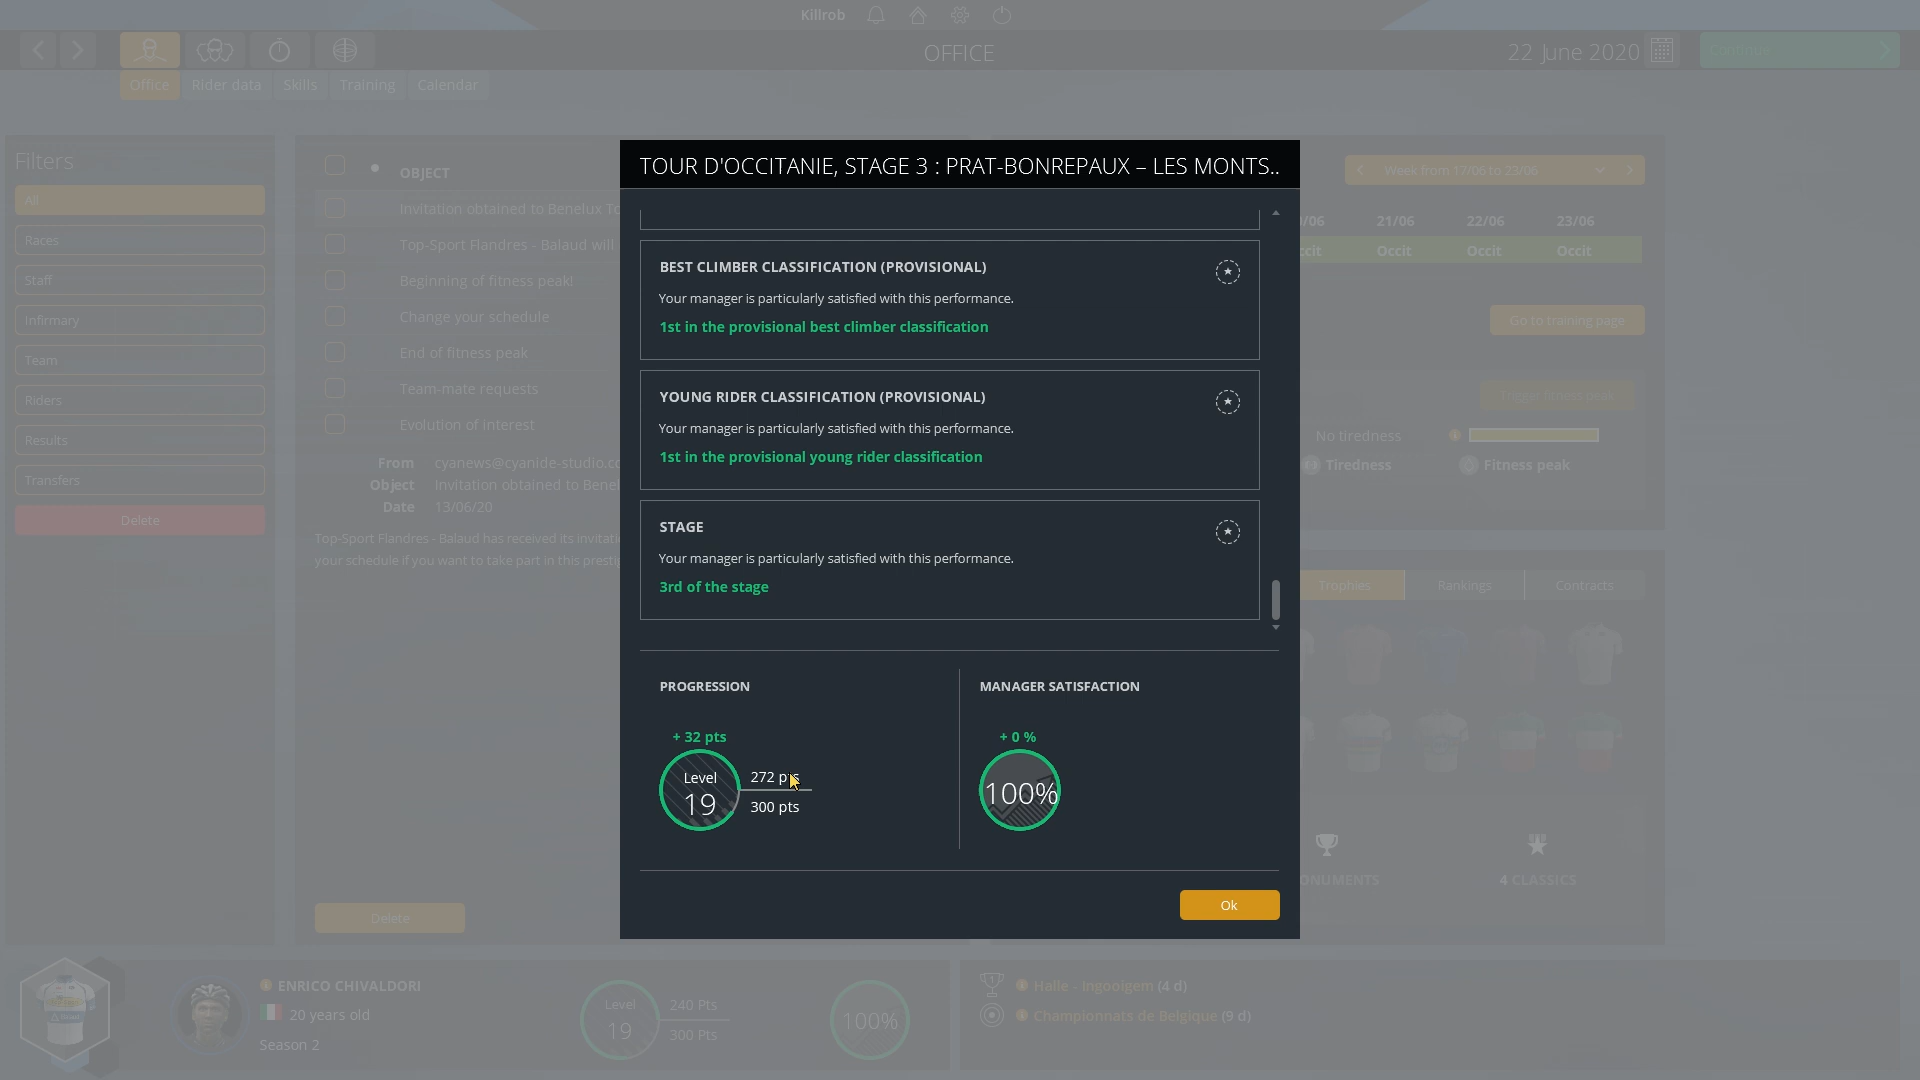 Killrob
OFFICE
22 June 2020
Continue
Office
Rider data
Skills
Training
Calendar
Filters
All
Races
Staff
Infirmary
Team
Riders
Results
Transfers
Delete
OBJECT
Invitation obtained to Benelux To
Top-Sport Flandres - Balaud will
Beginning of fitness peak!
Change your schedule
End of fitness peak
Team-mate requests
Evolution of interest
From cyanews@cyanide-studio.co
Object Invitation obtained to Benel
Date 13/06/20
Top-Sport Flandres - Balaud has received its invitati
your schedule if you want to take part in this presti
Delete
TOUR D'OCCITANIE, STAGE 3 : PRAT-BONREPAUX – LES MONTS..
BEST CLIMBER CLASSIFICATION (PROVISIONAL)
Your manager is particularly satisfied with this performance.
1st in the provisional best climber classification
YOUNG RIDER CLASSIFICATION (PROVISIONAL)
Your manager is particularly satisfied with this performance.
1st in the provisional young rider classification
STAGE
Your manager is particularly satisfied with this performance.
3rd of the stage
PROGRESSION
+ 32 pts
Level
19
272 pts
300 pts
MANAGER SATISFACTION
+ 0 %
100%
Ok
Week from 17/06 to 23/06
/06 21/06 22/06 23/06
ccit Occit Occit Occit
Go to training page
Trigger fitness peak
No tiredness
Tiredness
Fitness peak
Trophies
Rankings
Contracts
ONUMENTS
4 CLASSICS
ENRICO CHIVALDORI
20 years old
Season 2
Level
19
240 Pts
300 Pts
100%
Halle - Ingooigem (4 d)
Championnats de Belgique (9 d)